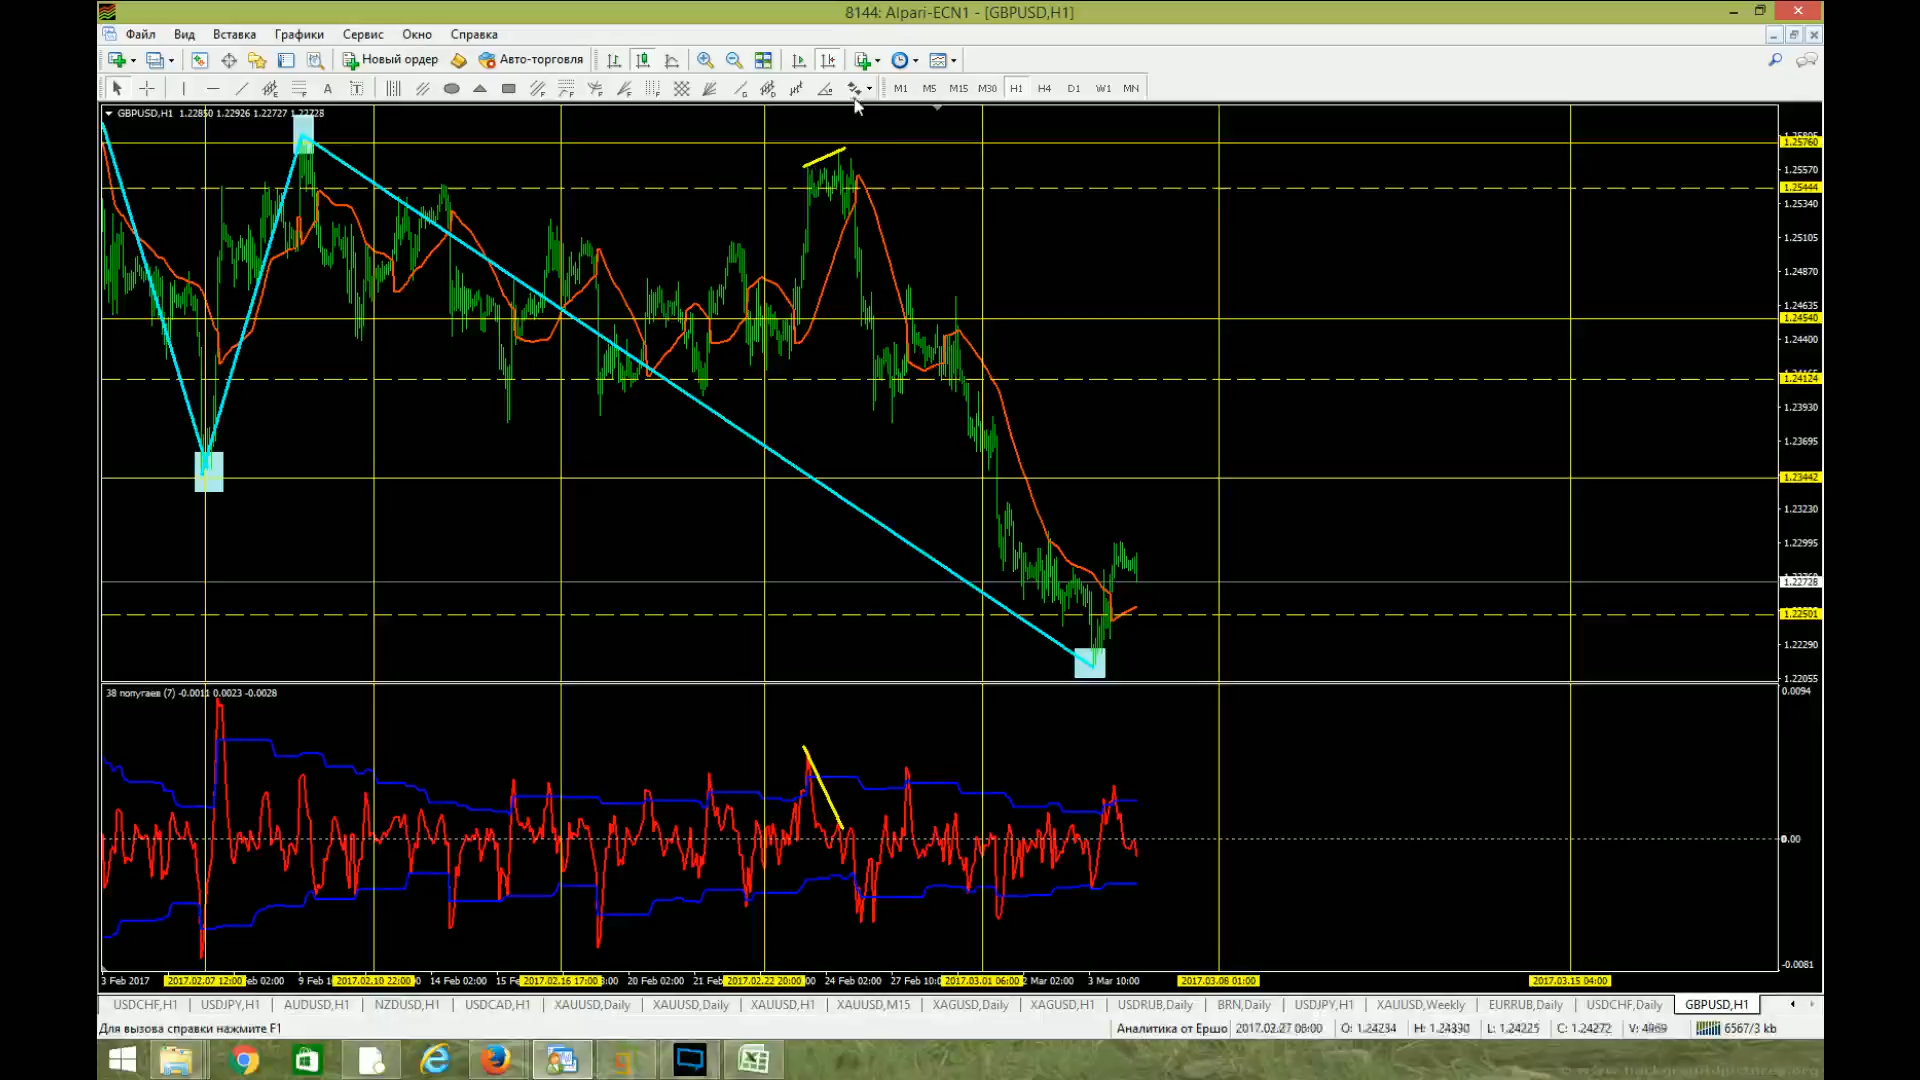 8144: Alpari-ECN1 - [GBPUSD,H1]
Файл Вид Вставка Графики Сервис Окно Справка
Новый ордер Авто-торговля
A T M1 M5 M15 M30 H1 H4 D1 W1 MN
GBPUSD,H1 1.22850 1.22926 1.22727 1.22728
1.25760
1.25570
1.25444
1.25340
1.25105
1.24870
1.24635
1.24540
1.24400
1.24124
1.23930
1.23695
1.23442
1.23230
1.22995
1.22728
1.22501
1.22290
1.22055
38 попугаев (7) -0.0011 0.0023 -0.0028
0.0094
0.00
-0.0081
3 Feb 2017 2017.02.07 12:00 02:00 9 Feb 2017.02.10 22:00 14 Feb 02:00 2017.02.16 17:00 20 Feb 02:00 21 Feb 2017.02.22 20:00 24 Feb 02:00 27 Feb 2017.03.01 06:00 Mar 02:00 3 Mar 10:00 2017.03.08 01:00 2017.03.15 04:00
USDCHF,H1 USDJPY,H1 AUDUSD,H1 NZDUSD,H1 USDCAD,H1 XAUUSD,Daily XAUUSD,Daily XAUUSD,H1 XAUUSD,M15 XAGUSD,Daily XAGUSD,H1 USDRUB,Daily BRN,Daily USDJPY,H1 XAUUSD,Weekly EURRUB,Daily USDCHF,Daily GBPUSD,H1
Для вызова справки нажмите F1 Аналитика от Ершо 2017.02.27 06:00 O: 1.24234 H: 1.24330 L: 1.24225 C: 1.24272 V: 4969 6567/3 kb